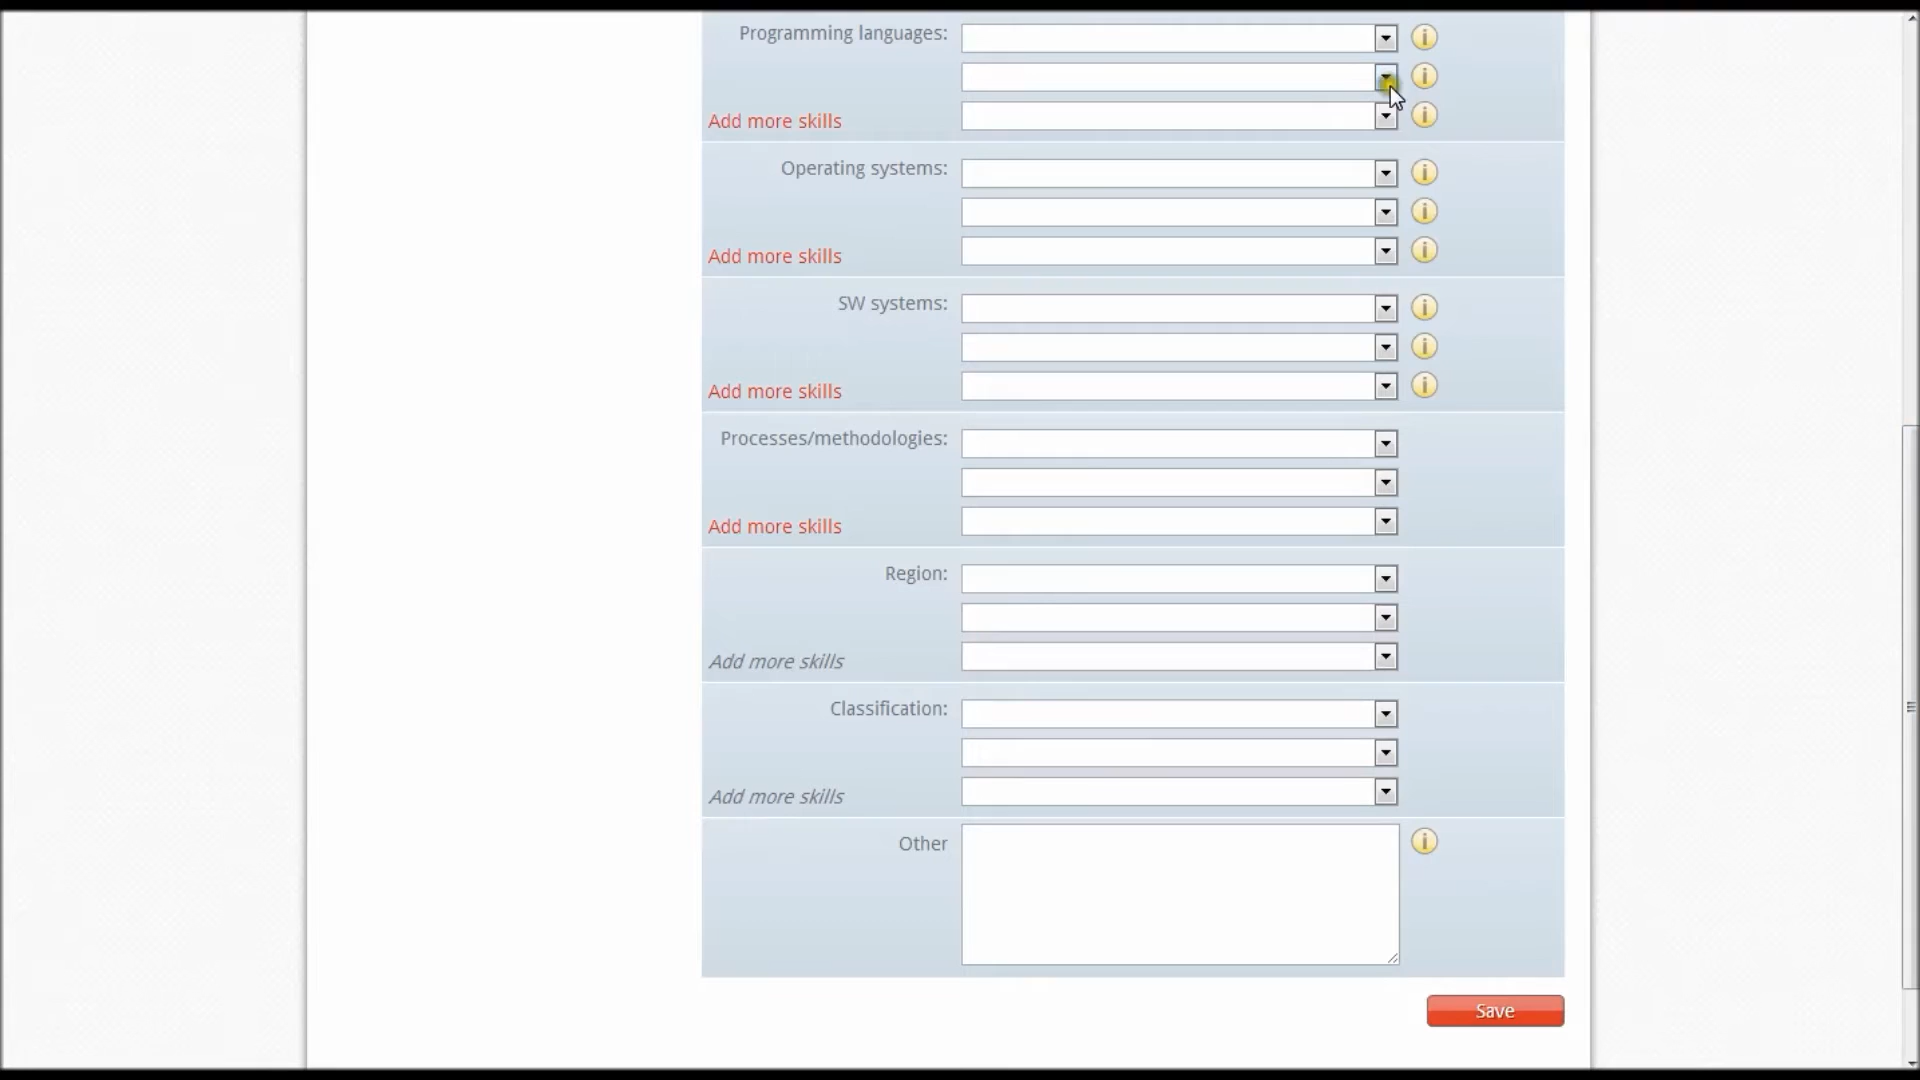 Programming languages:
Add more skills
Operating systems:
Add more skills
SW systems:
Add more skills
Processes/methodologies:
Add more skills
Region:
Add more skills
Classification:
Add more skills
Other
Save